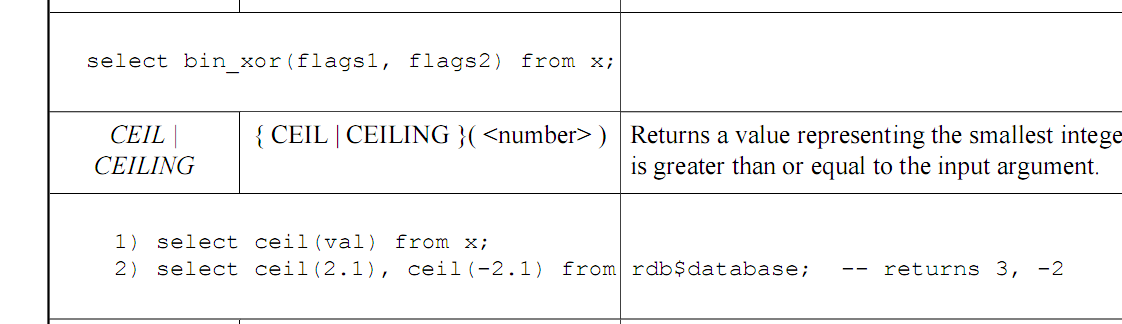 select bin_xor(flags1, flags2) from x;
CEIL |
CEILING
{ CEIL | CEILING }( <number> )
Returns a value representing the smallest
is greater than or equal to the input argument.
1) select ceil(val) from x;
2) select ceil(2.1), ceil(-2.1) from rdb$database;  -- returns 3, -2